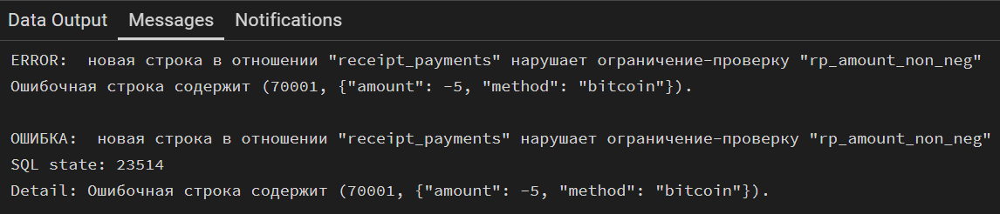 Data Output Messages Notifications
ERROR:  новая строка в отношении "receipt_payments" нарушает ограничение-проверку "rp_amount_non_neg"
Ошибочная строка содержит (70001, {"amount": -5, "method": "bitcoin"}).
ОШИБКА:  новая строка в отношении "receipt_payments" нарушает ограничение-проверку "rp_amount_non_neg"
SQL state: 23514
Detail: Ошибочная строка содержит (70001, {"amount": -5, "method": "bitcoin"}).